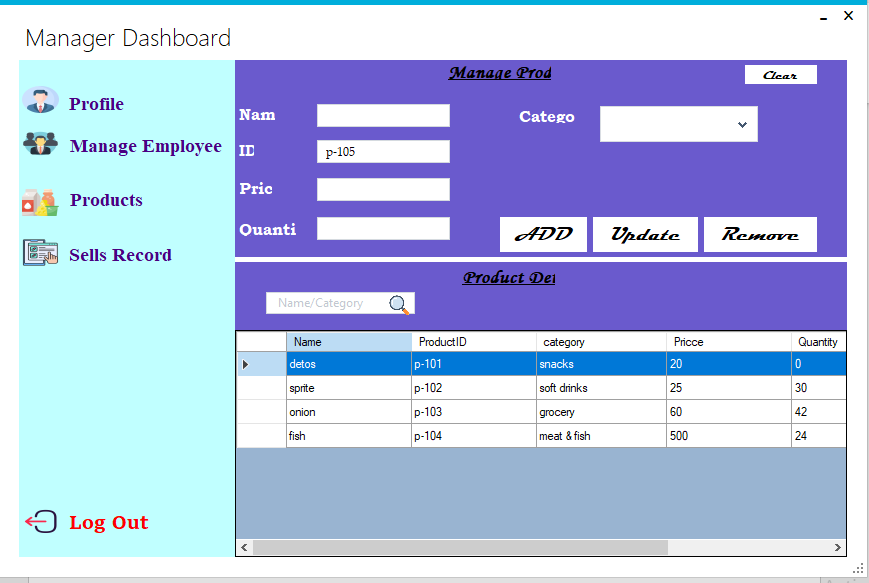 Manager Dashboard
Profile
Manage Employee
Products
Sells Record
Log Out
Manage Prod
Clear
Nam
Catego
ID
p-105
Pric
Quanti
ADD
Update
Remove
Product Det
Name/Category
Name ProductID category Pricce Quantity
detos p-101 snacks 20 0
sprite p-102 soft drinks 25 30
onion p-103 grocery 60 42
fish p-104 meat & fish 500 24